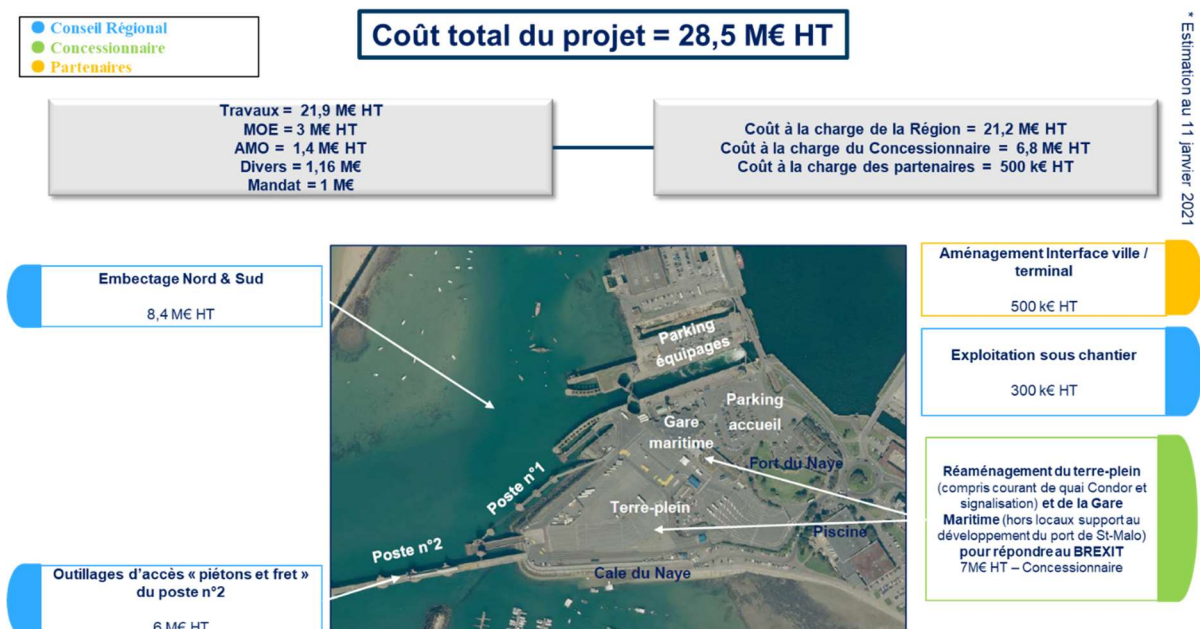 Conseil Régional
Concessionnaire
Partenaires
Coût total du projet = 28,5 M€ HT
* Estimation au 11 janvier 2021
Travaux = 21,9 M€ HT
MOE = 3 M€ HT
AMO = 1,4 M€ HT
Divers = 1,16 M€
Mandat = 1 M€
Coût à la charge de la Région = 21,2 M€ HT
Coût à la charge du Concessionnaire = 6,8 M€ HT
Coût à la charge des partenaires = 500 k€ HT
Embectage Nord & Sud
8,4 M€ HT
Aménagement Interface ville /
terminal
500 k€ HT
Exploitation sous chantier
300 k€ HT
Réaménagement du terre-plein
(compris courant de quai Condor et
signalisation) et de la Gare
Maritime (hors locaux support au
développement du port de St-Malo)
pour répondre au BREXIT
7M€ HT – Concessionnaire
Parking
équipages
Parking
accueil
Gare
maritime
Fort du Naye
Poste n°1
Terre-plein
Piscine
Poste n°2
Cale du Naye
Outillages d'accès « piétons et fret »
du poste n°2
6 M€ HT